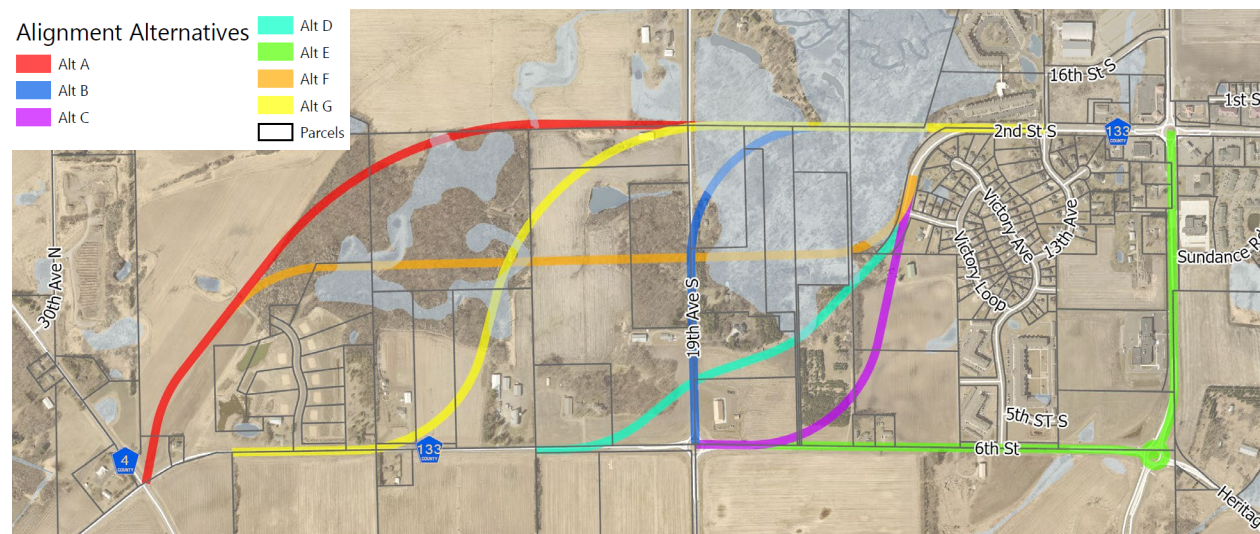 Alignment Alternatives
Alt A
Alt B
Alt C
Alt D
Alt E
Alt F
Alt G
Parcels
16th St S
1st S
133
COUNTY
2nd St S
Victory Ave
13th Ave
Victory Loop
Sundance Rd
30th Ave N
19th Ave S
5th ST S
6th St
133
COUNTY
4
COUNTY
Heritag